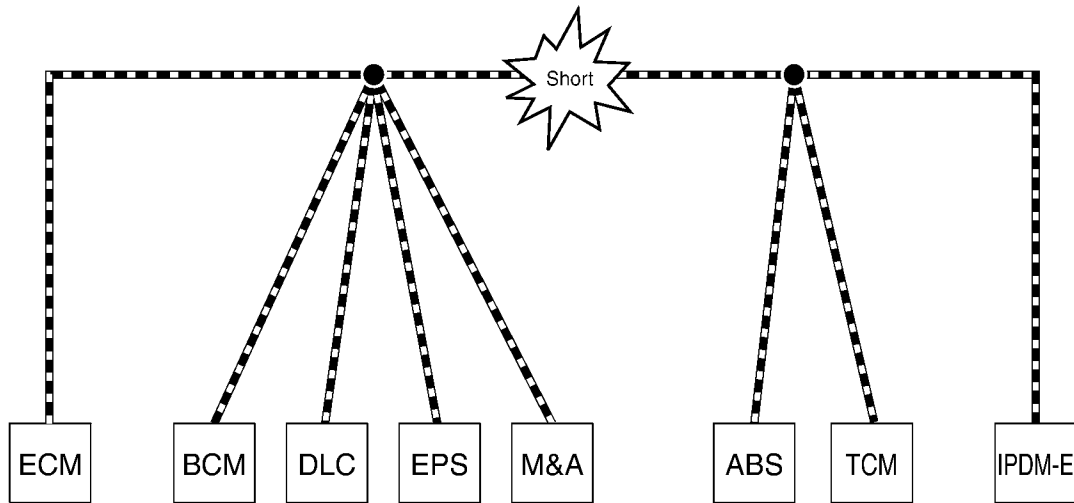 Short
ECM
BCM
DLC
EPS
M&A
ABS
TCM
IPDM-E